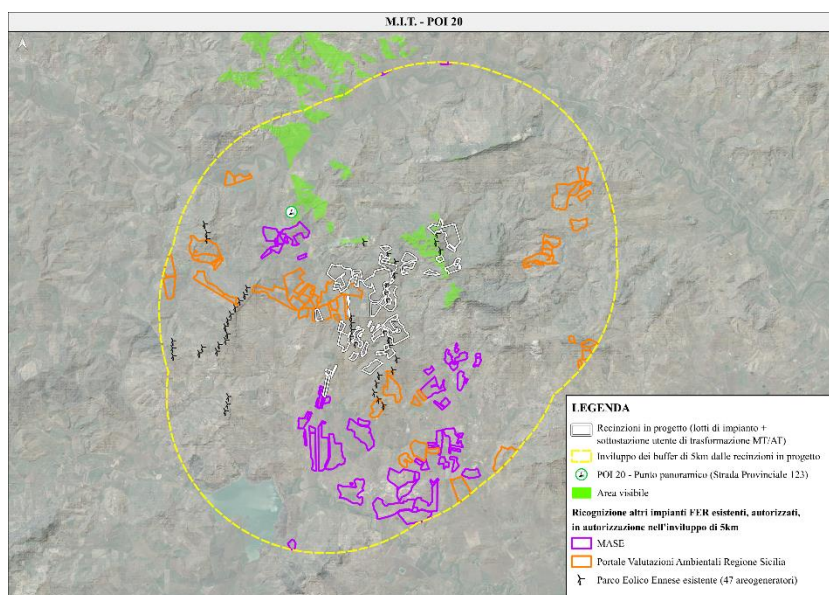 M.I.T. - POI 20
LEGENDA
Recinzioni in progetto (lotti di impianto +
sottostazione utente di trasformazione MT/AT)
Inviluppo dei buffer di 5km dalle recinzioni in progetto
POI 20 - Punto panoramico (Strada Provinciale 123)
Area visibile
Ricognizione altri impianti FER esistenti, autorizzati,
in autorizzazione nell'inviluppo di 5km
MASE
Portale Valutazioni Ambientali Regione Sicilia
Parco Eolico Ennese esistente (47 areogeneratori)